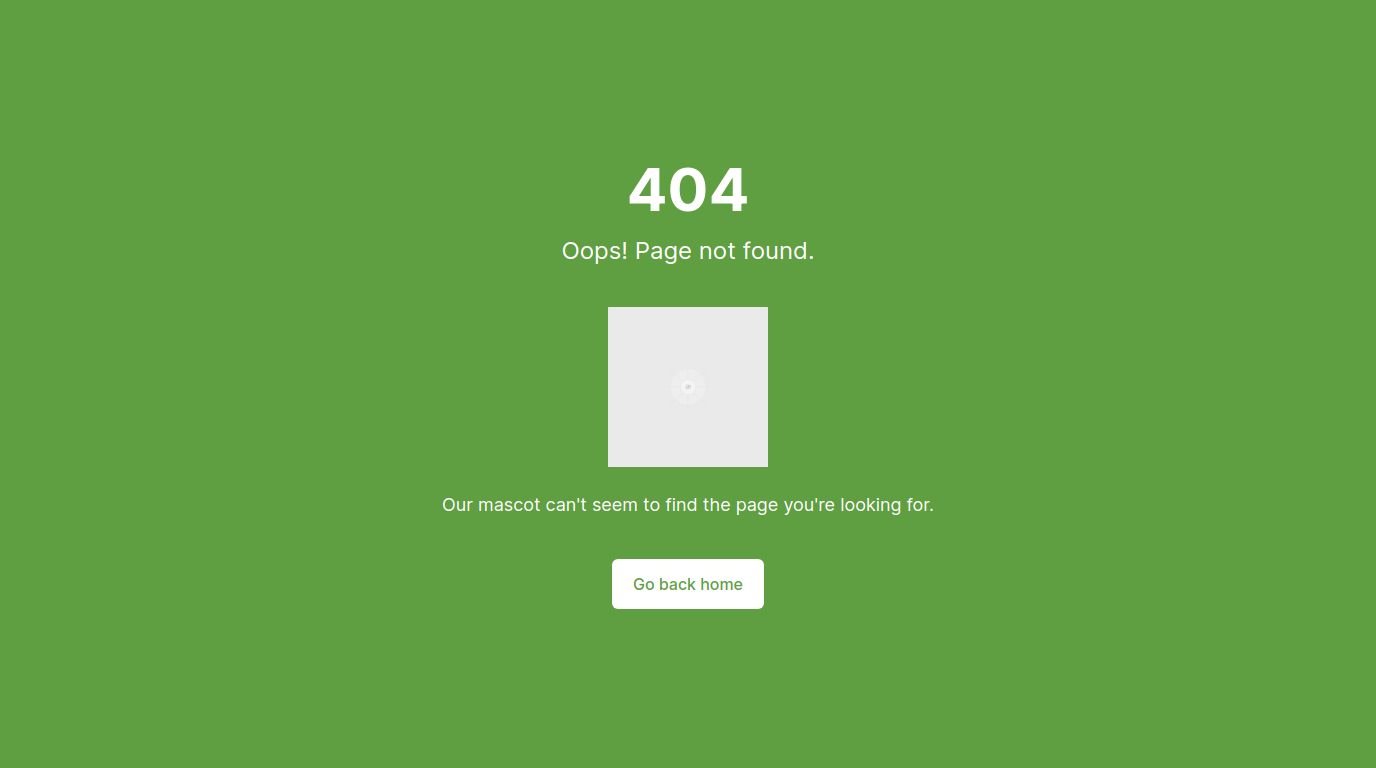 404
Oops! Page not found.
Our mascot can't seem to find the page you're looking for.
Go back home